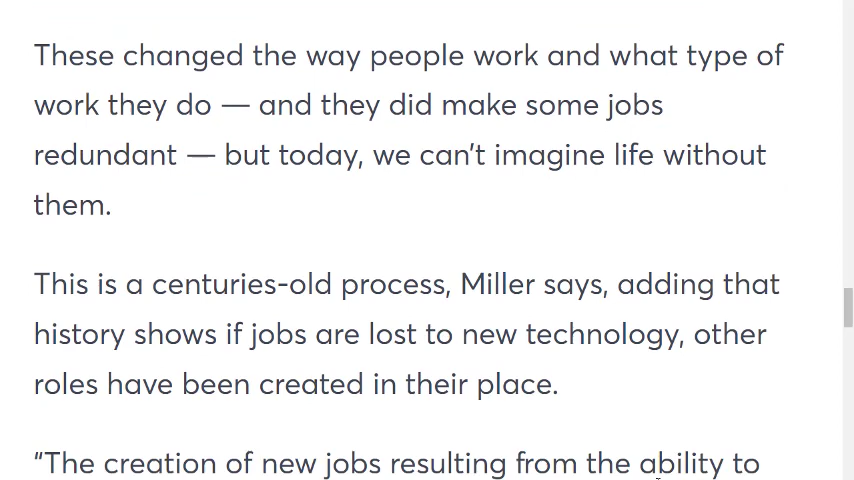 These changed the way people work and what type of
work they do — and they did make some jobs
redundant — but today, we can’t imagine life without
them.
This is a centuries-old process, Miller says, adding that
history shows if jobs are lost to new technology, other
roles have been created in their place.
“The creation of new jobs resulting from the ability to